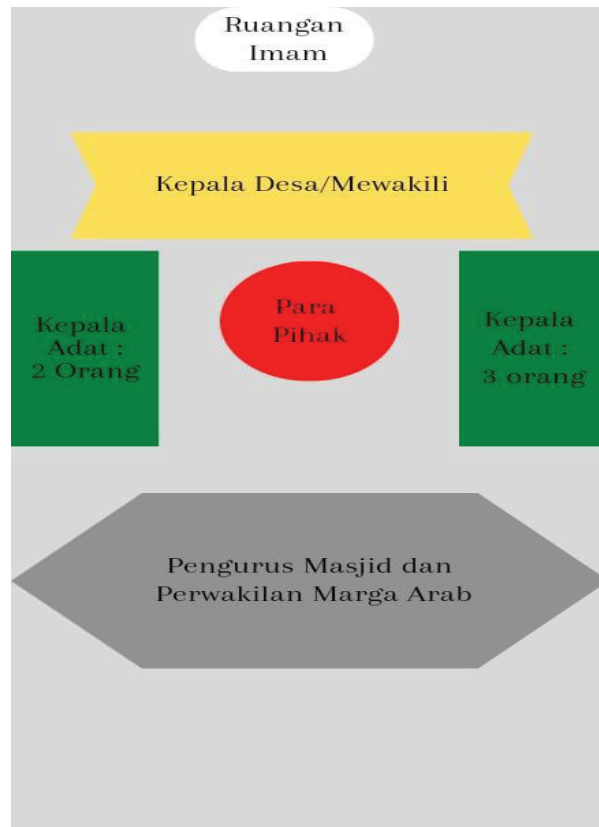 Ruangan
Imam
Kepala Desa/Mewakili
Kepala
Adat :
2 Orang
Para
Pihak
Kepala
Adat :
3 orang
Pengurus Masjid dan
Perwakilan Marga Arab